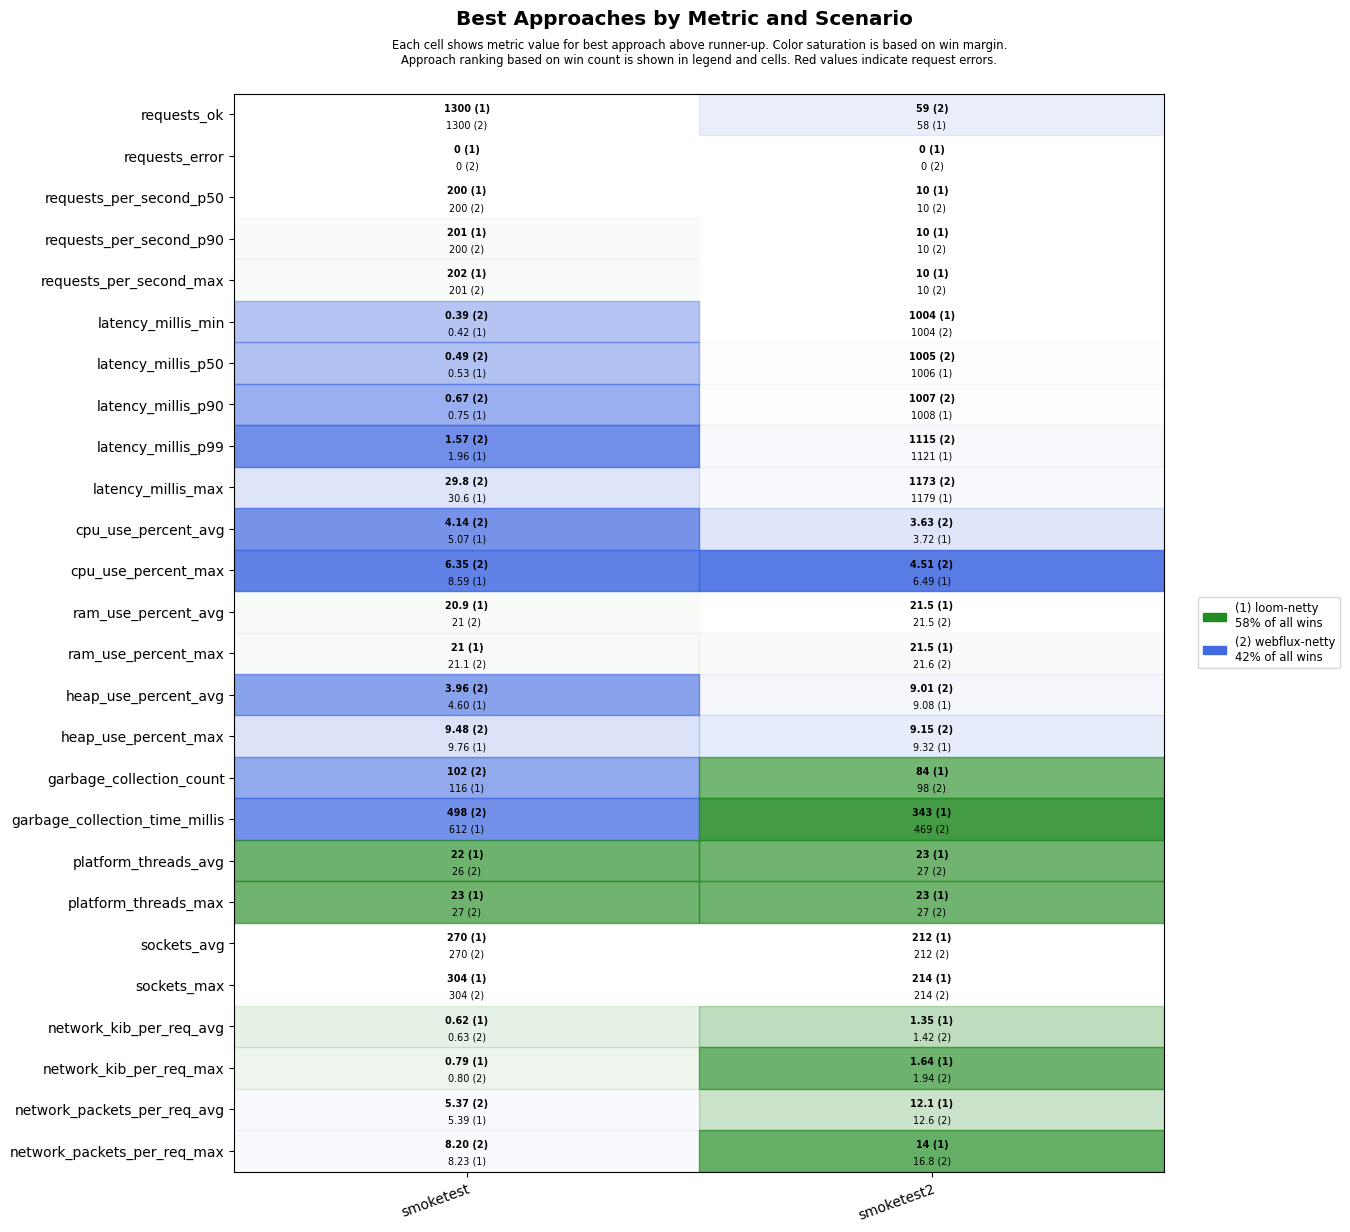 Best Approaches by Metric and Scenario
Each cell shows metric value for best approach above runner-up. Color saturation is based on win margin.
Approach ranking based on win count is shown in legend and cells. Red values indicate request errors.
requests_ok
1300 (1)
1300 (2)
59 (2)
58 (1)
requests_error
0 (1)
0 (2)
0 (1)
0 (2)
requests_per_second_p50
200 (1)
200 (2)
10 (1)
10 (2)
requests_per_second_p90
201 (1)
200 (2)
10 (1)
10 (2)
requests_per_second_max
202 (1)
201 (2)
10 (1)
10 (2)
latency_millis_min
0.39 (2)
0.42 (1)
1004 (1)
1004 (2)
latency_millis_p50
0.49 (2)
0.53 (1)
1005 (2)
1006 (1)
latency_millis_p90
0.67 (2)
0.75 (1)
1007 (2)
1008 (1)
latency_millis_p99
1.57 (2)
1.96 (1)
1115 (2)
1121 (1)
latency_millis_max
29.8 (2)
30.6 (1)
1173 (2)
1179 (1)
cpu_use_percent_avg
4.14 (2)
5.07 (1)
3.63 (2)
3.72 (1)
cpu_use_percent_max
6.35 (2)
8.59 (1)
4.51 (2)
6.49 (1)
ram_use_percent_avg
20.9 (1)
21 (2)
21.5 (1)
21.5 (2)
ram_use_percent_max
21 (1)
21.1 (2)
21.5 (1)
21.6 (2)
heap_use_percent_avg
3.96 (2)
4.60 (1)
9.01 (2)
9.08 (1)
heap_use_percent_max
9.48 (2)
9.76 (1)
9.15 (2)
9.32 (1)
garbage_collection_count
102 (2)
116 (1)
84 (1)
98 (2)
garbage_collection_time_millis
498 (2)
612 (1)
343 (1)
469 (2)
platform_threads_avg
22 (1)
26 (2)
23 (1)
27 (2)
platform_threads_max
23 (1)
27 (2)
23 (1)
27 (2)
sockets_avg
270 (1)
270 (2)
212 (1)
212 (2)
sockets_max
304 (1)
304 (2)
214 (1)
214 (2)
network_kib_per_req_avg
0.62 (1)
0.63 (2)
1.35 (1)
1.42 (2)
network_kib_per_req_max
0.79 (1)
0.80 (2)
1.64 (1)
1.94 (2)
network_packets_per_req_avg
5.37 (2)
5.39 (1)
12.1 (1)
12.6 (2)
network_packets_per_req_max
8.20 (2)
8.23 (1)
14 (1)
16.8 (2)
smoketest
smoketest2
(1) loom-netty
58% of all wins
(2) webflux-netty
42% of all wins